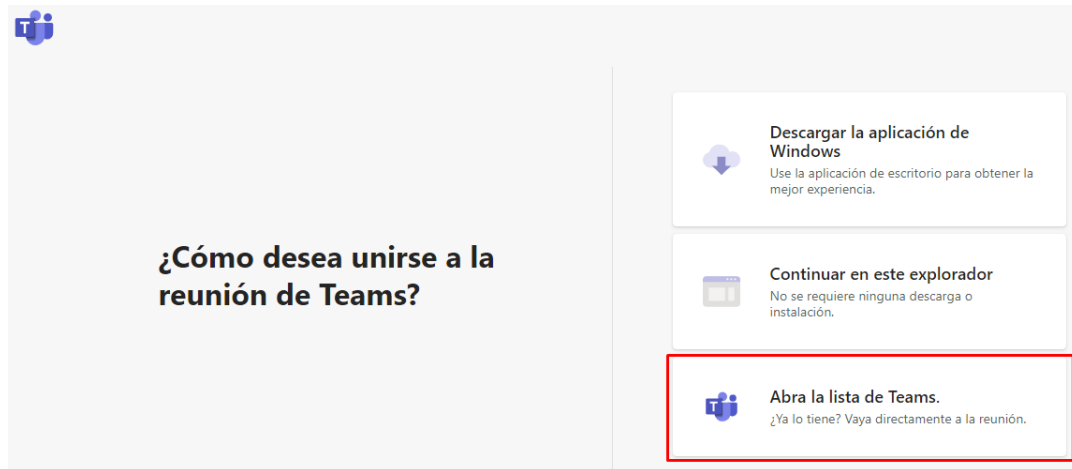 ¿Cómo desea unirse a la
reunión de Teams?
Descargar la aplicación de
Windows
Use la aplicación de escritorio para obtener la
mejor experiencia.
Continuar en este explorador
No se requiere ninguna descarga o
instalación.
Abra la lista de Teams.
¿Ya lo tiene? Vaya directamente a la reunión.